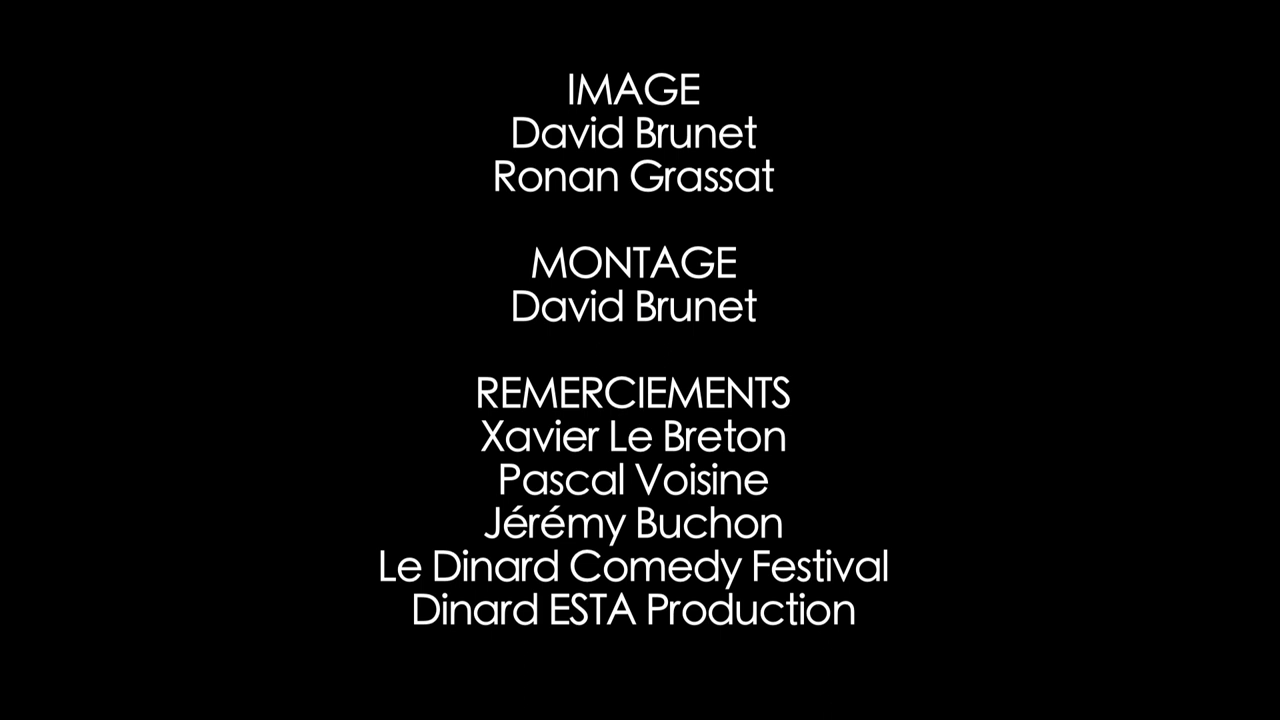 IMAGE
David Brunet
Ronan Grassat
MONTAGE
David Brunet
REMERCIEMENTS
Xavier Le Breton
Pascal Voisine
Jérémy Buchon
Le Dinard Comedy Festival
Dinard ESTA Production